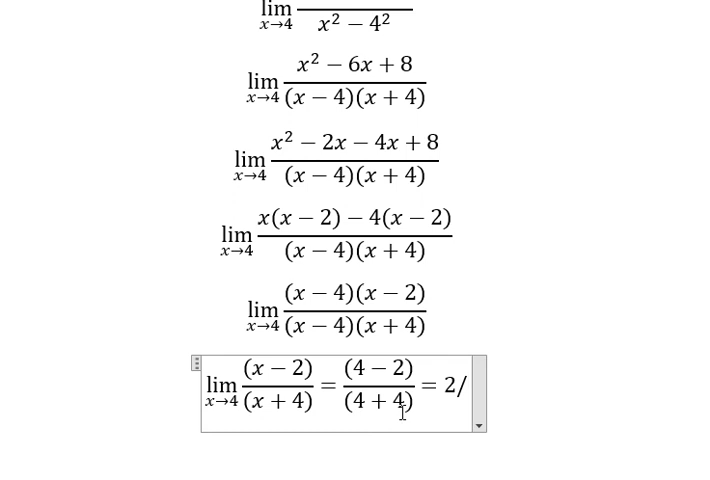 lim x→4 / x² − 4²
lim x→4 x² − 6x + 8 / (x − 4)(x + 4)
lim x→4 x² − 2x − 4x + 8 / (x − 4)(x + 4)
lim x→4 x(x − 2) − 4(x − 2) / (x − 4)(x + 4)
lim x→4 (x − 4)(x − 2) / (x − 4)(x + 4)
lim x→4 (x − 2) / (x + 4) = (4 − 2) / (4 + 4) = 2/